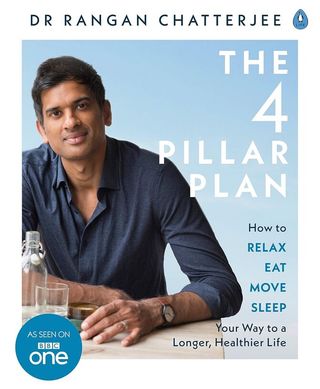 DR RANGAN CHATTERJEE
THE
4
PILLAR
PLAN
How to
RELAX
EAT
MOVE
SLEEP
Your Way to a
Longer, Healthier Life
AS SEEN ON
BBC
one